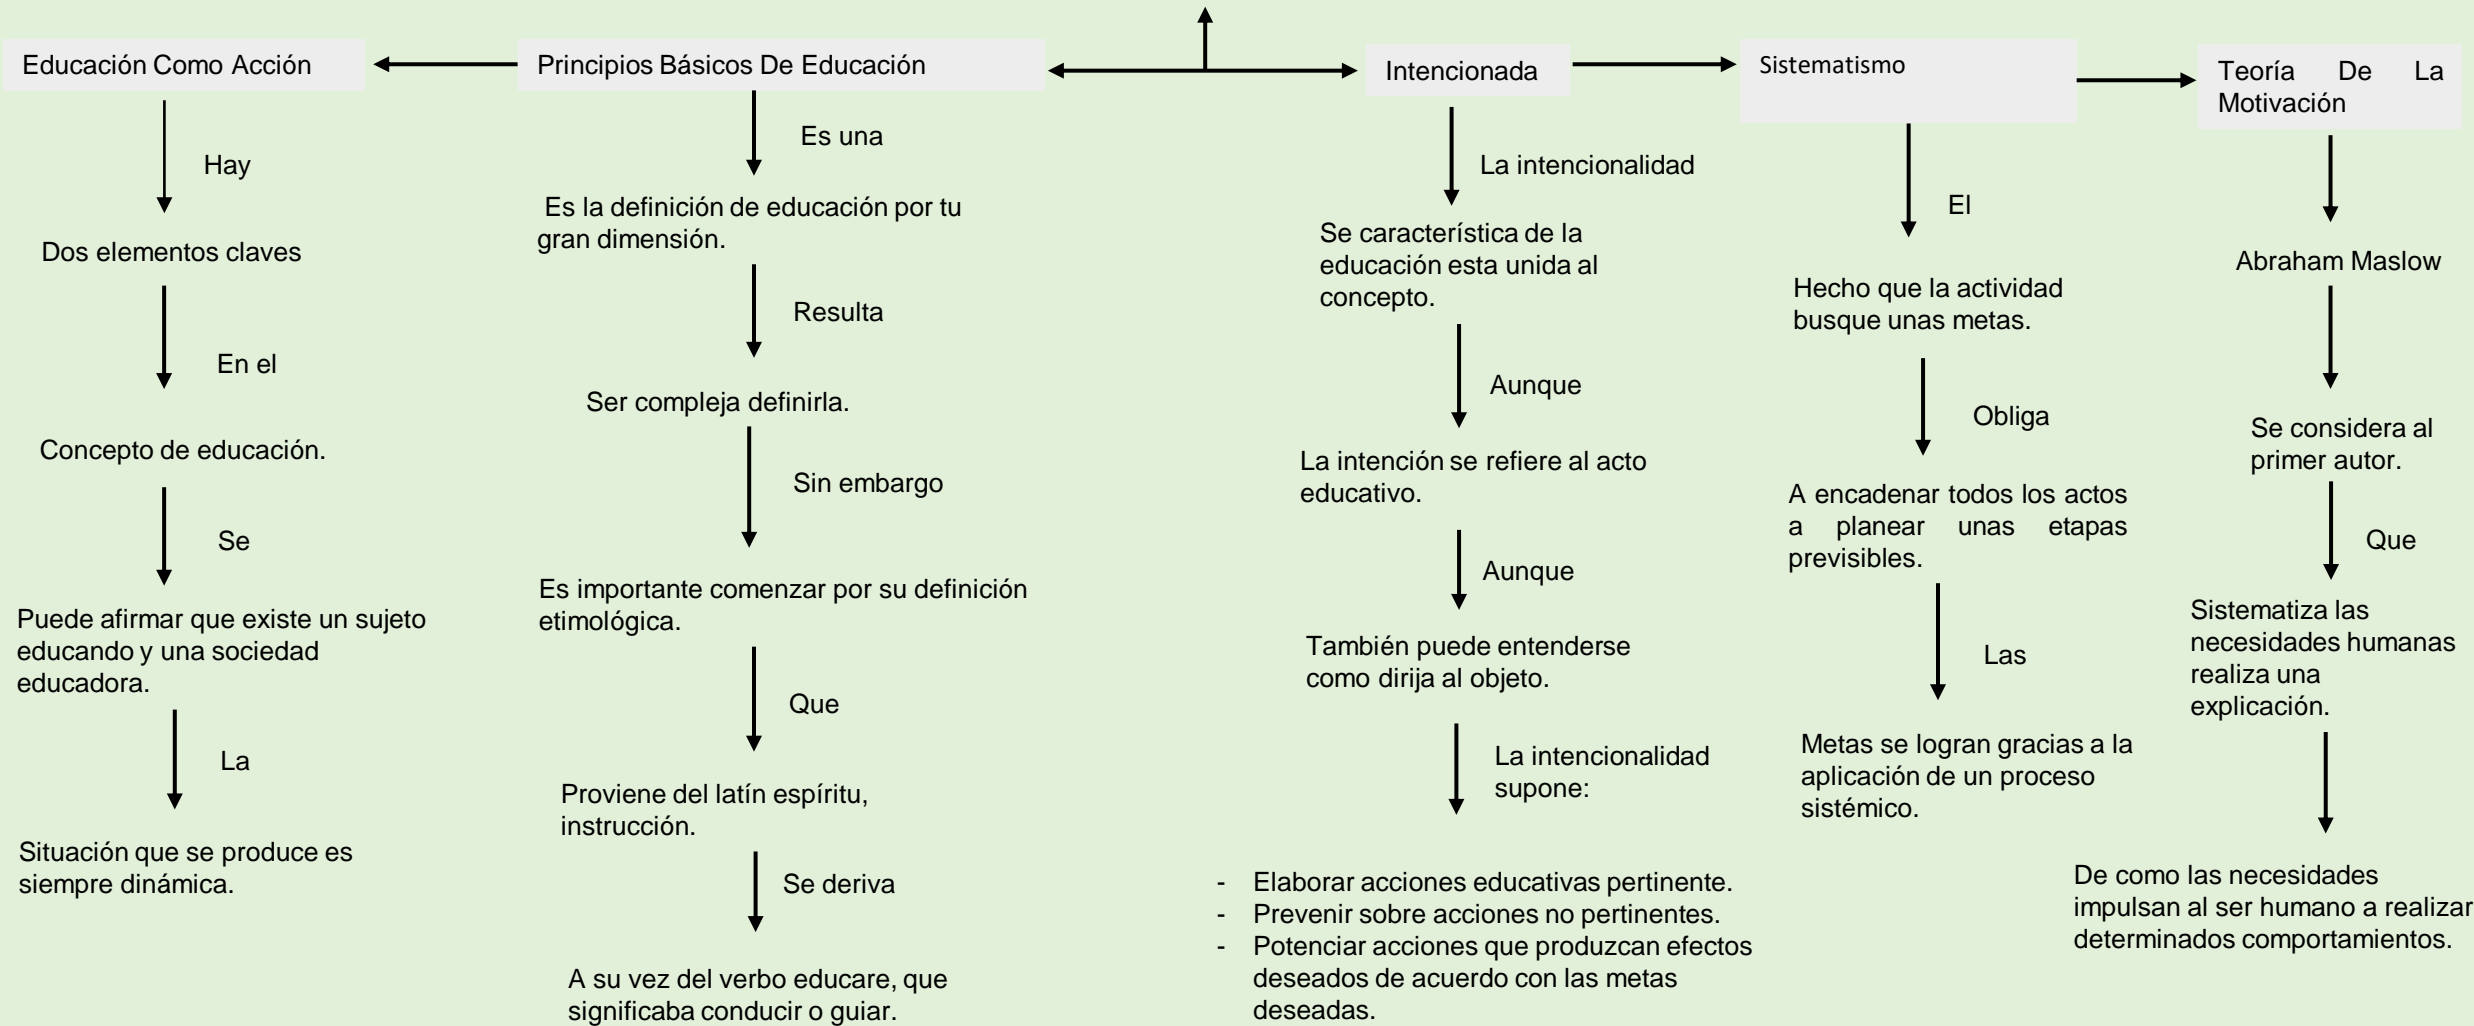 Educación Como Acción
Hay
Dos elementos claves
En el
Concepto de educación.
Se
Puede afirmar que existe un sujeto
educando y una sociedad
educadora.
La
Situación que se produce es
siempre dinámica.
Principios Básicos De Educación
Es una
Es la definición de educación por tu
gran dimensión.
Resulta
Ser compleja definirla.
Sin embargo
Es importante comenzar por su definición
etimológica.
Que
Proviene del latín espíritu,
instrucción.
Se deriva
A su vez del verbo educare, que
significaba conducir o guiar.
Intencionada
La intencionalidad
Se característica de la
educación esta unida al
concepto.
Aunque
La intención se refiere al acto
educativo.
Aunque
También puede entenderse
como dirija al objeto.
La intencionalidad
supone:
- Elaborar acciones educativas pertinente.
- Prevenir sobre acciones no pertinentes.
- Potenciar acciones que produzcan efectos
deseados de acuerdo con las metas
deseadas.
Sistematismo
El
Hecho que la actividad
busque unas metas.
Obliga
A encadenar todos los actos
a planear unas etapas
previsibles.
Las
Metas se logran gracias a la
aplicación de un proceso
sistémico.
Teoría De La
Motivación
Abraham Maslow
Se considera al
primer autor.
Que
Sistematiza las
necesidades humanas
realiza una
explicación.
De como las necesidades
impulsan al ser humano a realizar
determinados comportamientos.